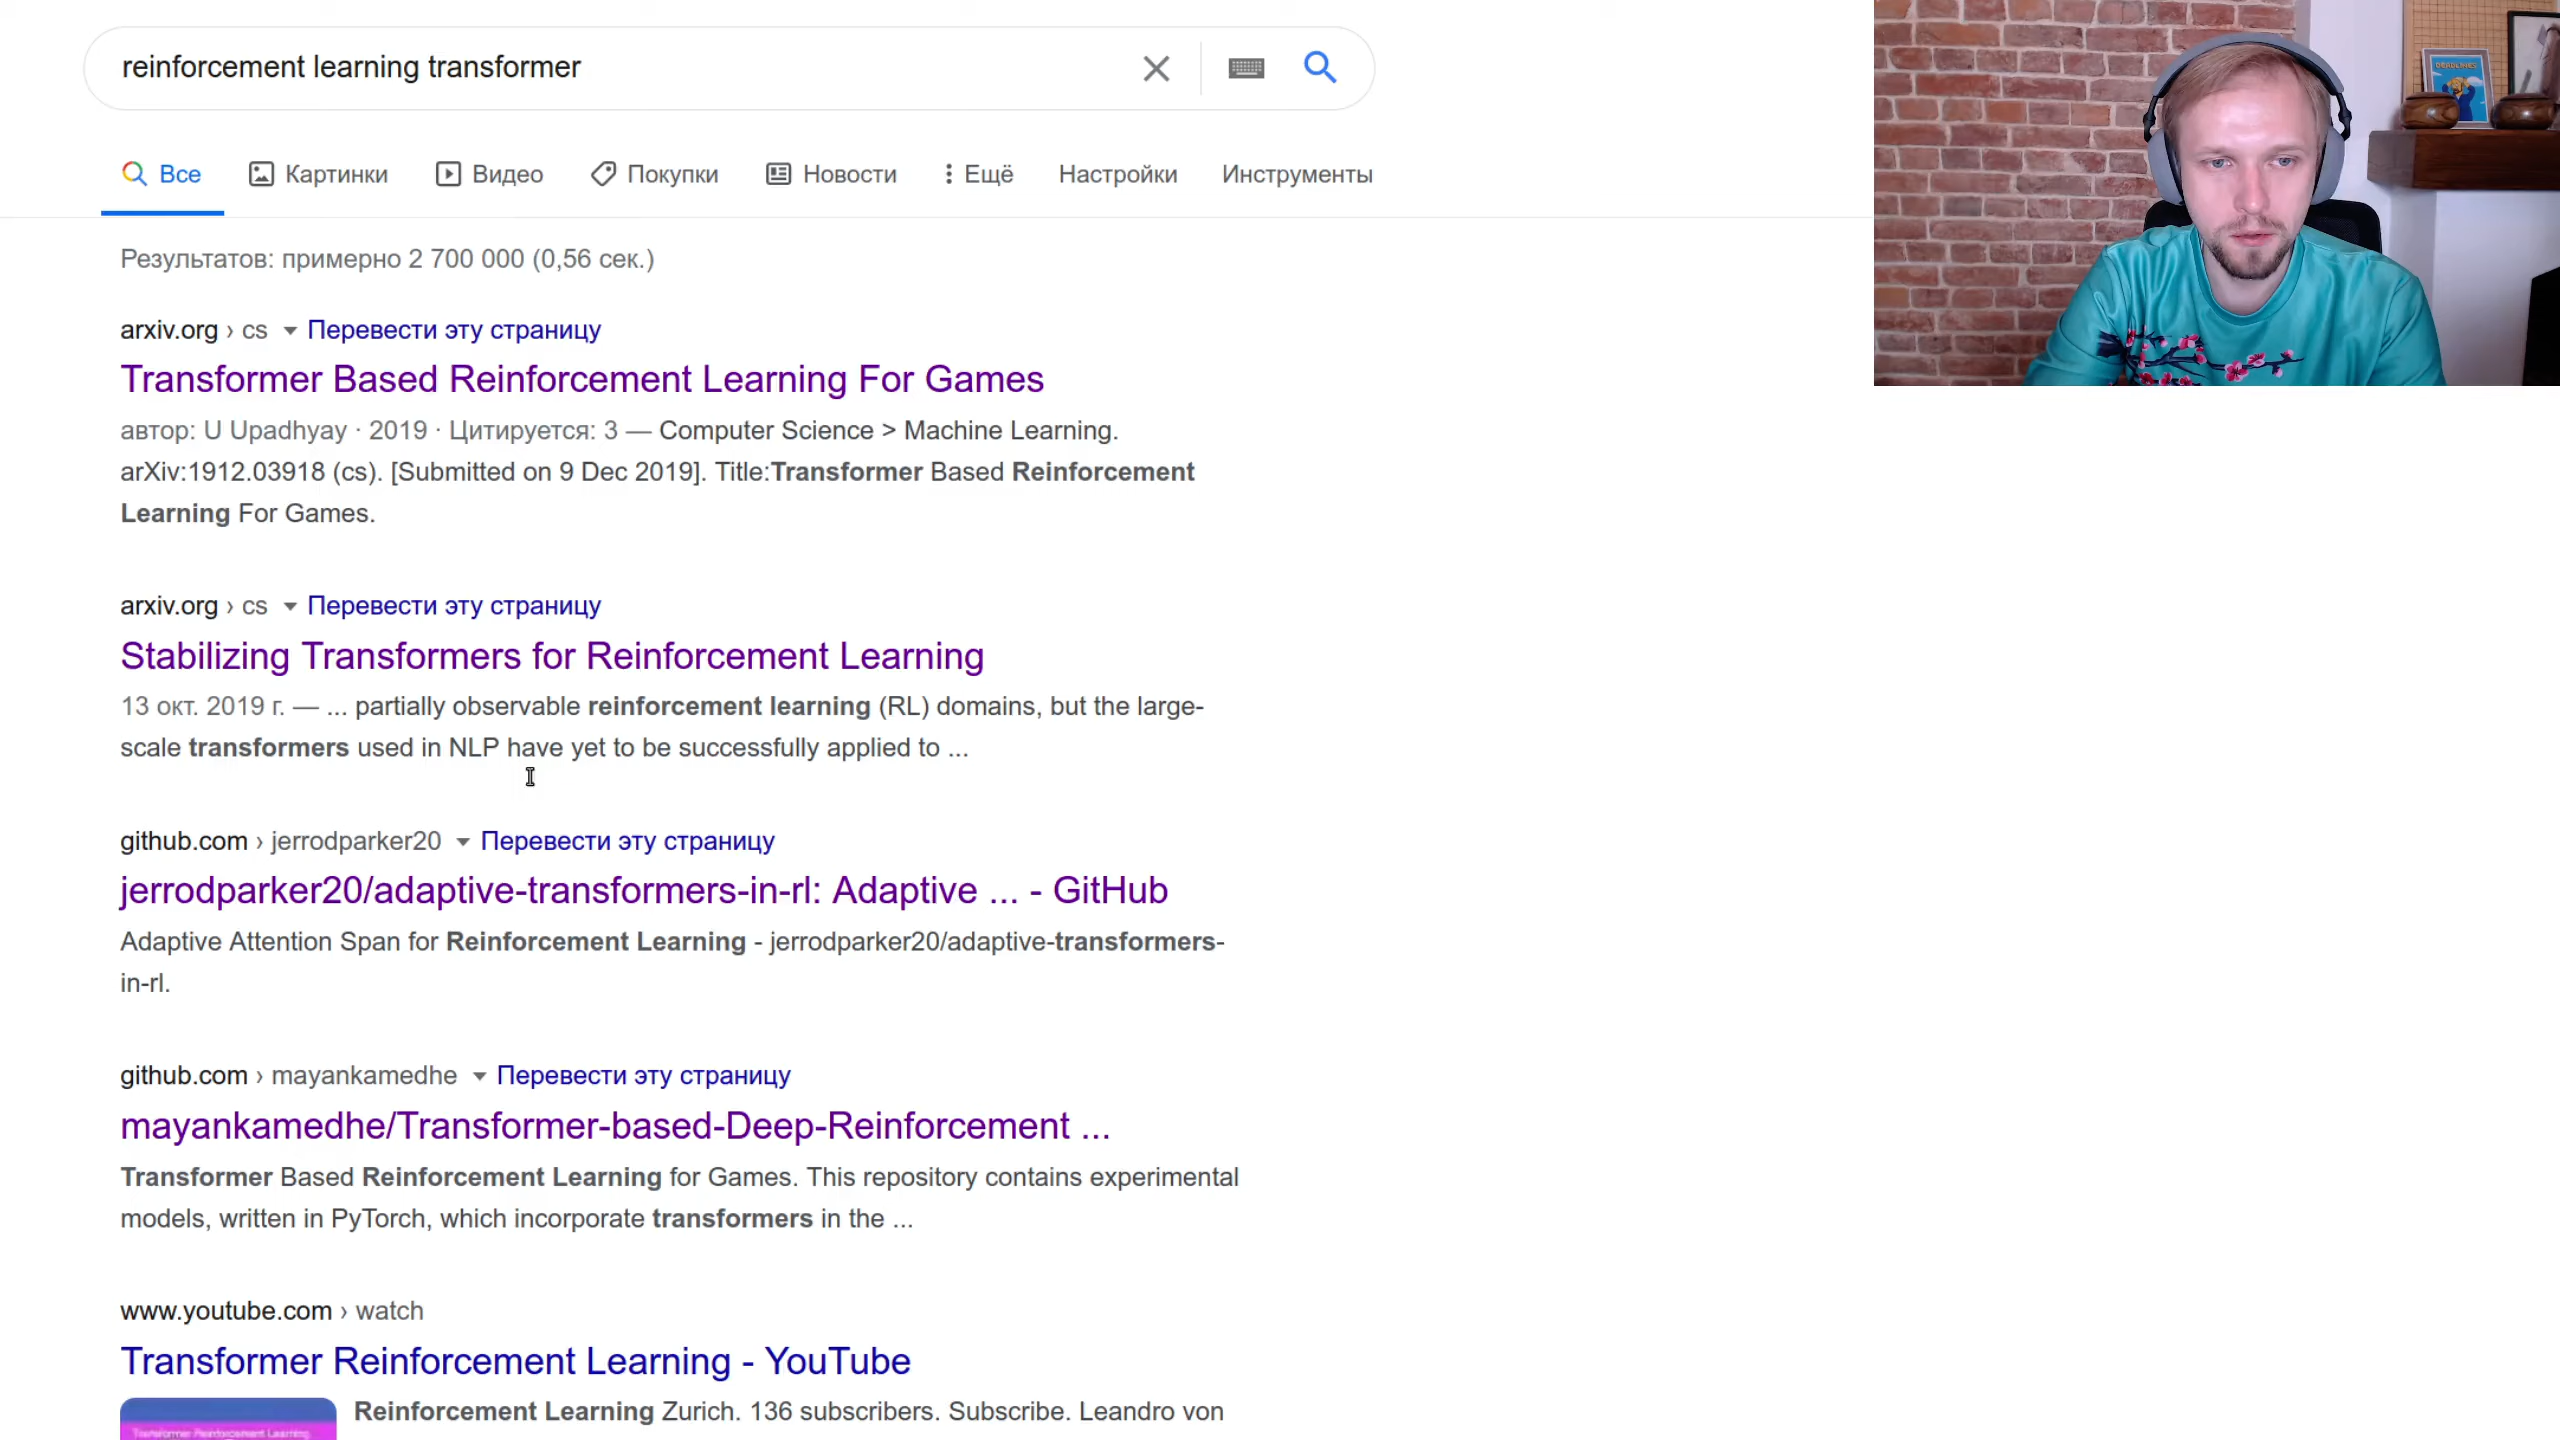 reinforcement learning transformer
Все Картинки Видео Покупки Новости Ещё Настройки Инструменты
DEADLINES
Результатов: примерно 2 700 000 (0,56 сек.)
arxiv.org › cs Перевести эту страницу
Transformer Based Reinforcement Learning For Games
автор: U Upadhyay · 2019 · Цитируется: 3 — Computer Science > Machine Learning.
arXiv:1912.03918 (cs). [Submitted on 9 Dec 2019]. Title:Transformer Based Reinforcement
Learning For Games.
arxiv.org › cs Перевести эту страницу
Stabilizing Transformers for Reinforcement Learning
13 окт. 2019 г. — ... partially observable reinforcement learning (RL) domains, but the large-
scale transformers used in NLP have yet to be successfully applied to ...
github.com › jerrodparker20 Перевести эту страницу
jerrodparker20/adaptive-transformers-in-rl: Adaptive ... - GitHub
Adaptive Attention Span for Reinforcement Learning - jerrodparker20/adaptive-transformers-
in-rl.
github.com › mayankamedhe Перевести эту страницу
mayankamedhe/Transformer-based-Deep-Reinforcement ...
Transformer Based Reinforcement Learning for Games. This repository contains experimental
models, written in PyTorch, which incorporate transformers in the ...
www.youtube.com › watch
Transformer Reinforcement Learning - YouTube
Reinforcement Learning Zurich. 136 subscribers. Subscribe. Leandro von
Transformer Reinforcement Learning